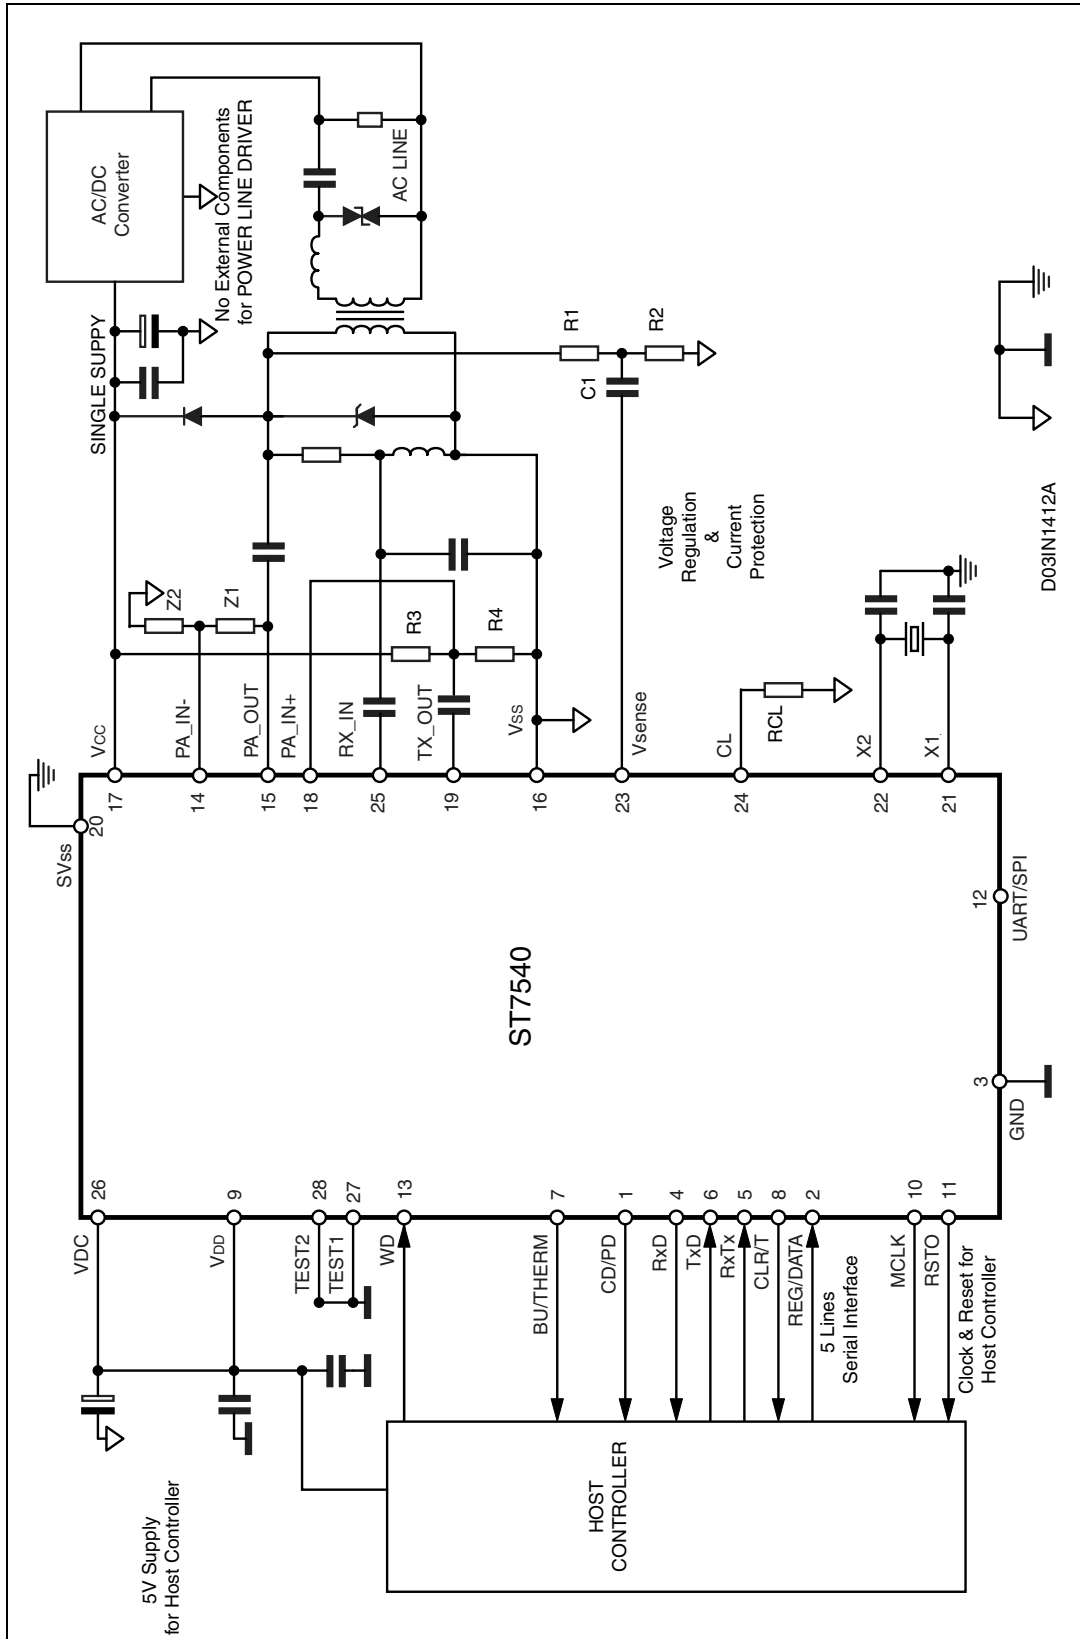 AC/DC
Converter
No External Components
for POWER LINE DRIVER
AC LINE
SINGLE SUPPY
R1
R2
C1
Z2
Z1
R3
R4
Voltage
Regulation
&
Current
Protection
D03IN1412A
VCC
PA_IN-
PA_OUT
PA_IN+
RX_IN
TX_OUT
VSS
Vsense
CL
RCL
X2
X1
SVSS
20
17
14
15
18
25
19
16
23
24
22
21
ST7540
12
UART/SPI
3
GND
26
9
28
27
13
7
1
4
6
5
8
2
10
11
VDC
VDD
TEST2
TEST1
WD
BU/THERM
CD/PD
RxD
TxD
RxTx
CLR/T
REG/DATA
MCLK
RSTO
5 Lines
Serial Interface
Clock & Reset for
Host Controller
HOST
CONTROLLER
5V Supply
for Host Controller